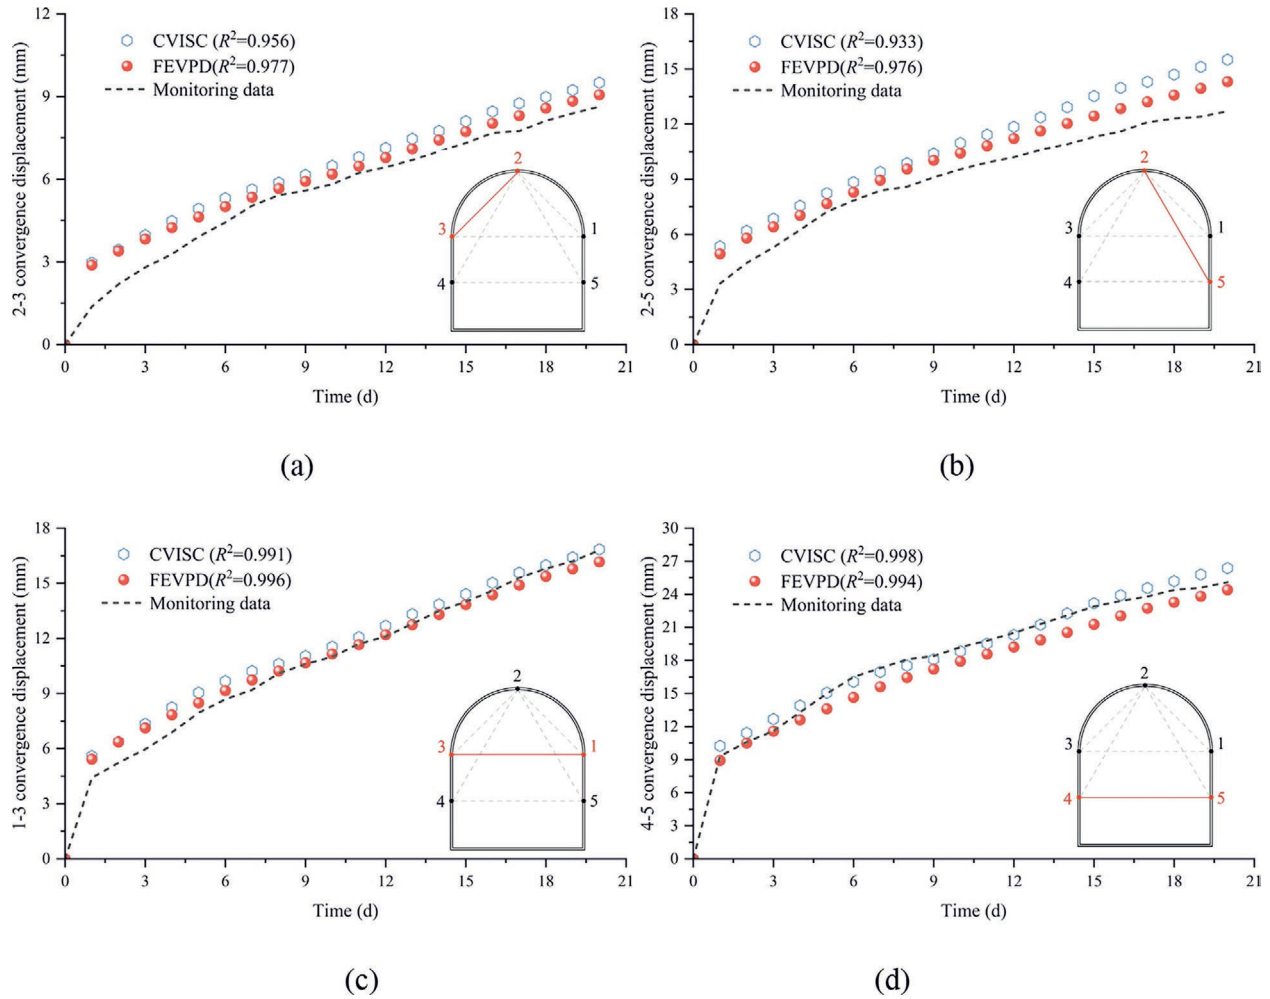 12
9
6
3
0
2-3 convergence displacement (mm)
CVISC (R²=0.956)
FEVPD(R²=0.977)
Monitoring data
2
3
1
4
5
0 3 6 9 12 15 18 21
Time (d)
(a)
18
15
12
9
6
3
0
2-5 convergence displacement (mm)
CVISC (R²=0.933)
FEVPD(R²=0.976)
Monitoring data
2
3
1
4
5
0 3 6 9 12 15 18 21
Time (d)
(b)
18
15
12
9
6
3
0
1-3 convergence displacement (mm)
CVISC (R²=0.991)
FEVPD(R²=0.996)
Monitoring data
2
3
1
4
5
0 3 6 9 12 15 18 21
Time (d)
(c)
30
27
24
21
18
15
12
9
6
3
0
4-5 convergence displacement (mm)
CVISC (R²=0.998)
FEVPD(R²=0.994)
Monitoring data
2
3
1
4
5
0 3 6 9 12 15 18 21
Time (d)
(d)